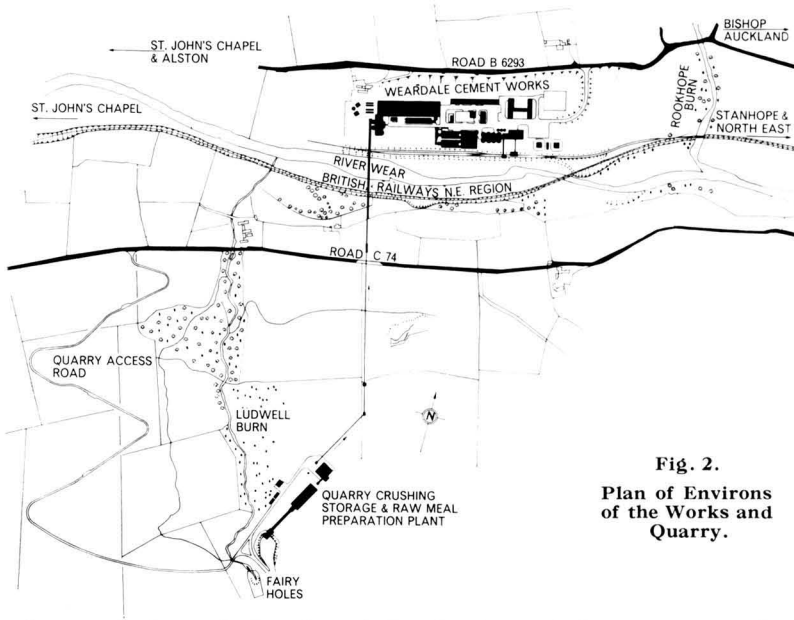 BISHOP
AUCKLAND
ST. JOHN'S CHAPEL
& ALSTON
ROAD B 6293
WEARDALE CEMENT WORKS
ROOKHOPE
BURN
ST. JOHN'S CHAPEL
STANHOPE &
NORTH EAST
RIVER WEAR
BRITISH RAILWAYS N.E. REGION
ROAD C 74
QUARRY ACCESS
ROAD
LUDWELL
BURN
N
QUARRY CRUSHING
STORAGE & RAW MEAL
PREPARATION PLANT
FAIRY
HOLES
Fig. 2.
Plan of Environs
of the Works and
Quarry.